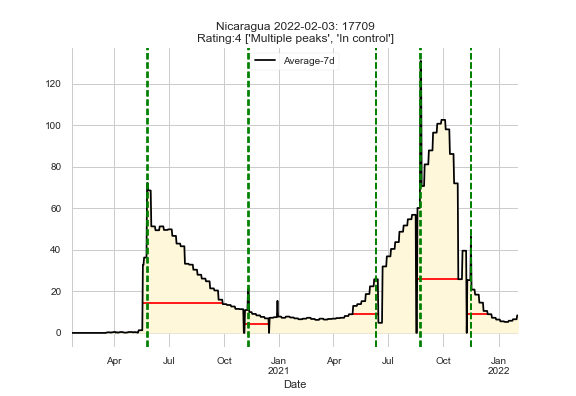 Nicaragua 2022-02-03: 17709
Rating:4 ['Multiple peaks', 'In control']
Average-7d
120
100
80
60
40
20
0
Apr Jul Oct Jan Apr Jul Oct Jan
2021 2022
Date